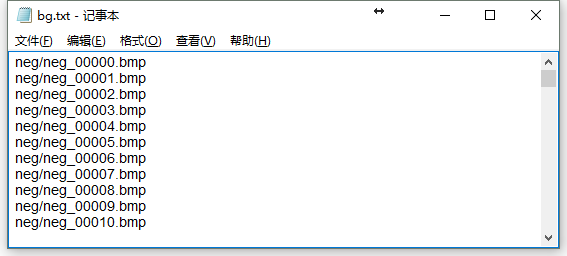 bg.txt - 记事本
文件(F) 编辑(E) 格式(O) 查看(V) 帮助(H)
neg/neg_00000.bmp
neg/neg_00001.bmp
neg/neg_00002.bmp
neg/neg_00003.bmp
neg/neg_00004.bmp
neg/neg_00005.bmp
neg/neg_00006.bmp
neg/neg_00007.bmp
neg/neg_00008.bmp
neg/neg_00009.bmp
neg/neg_00010.bmp